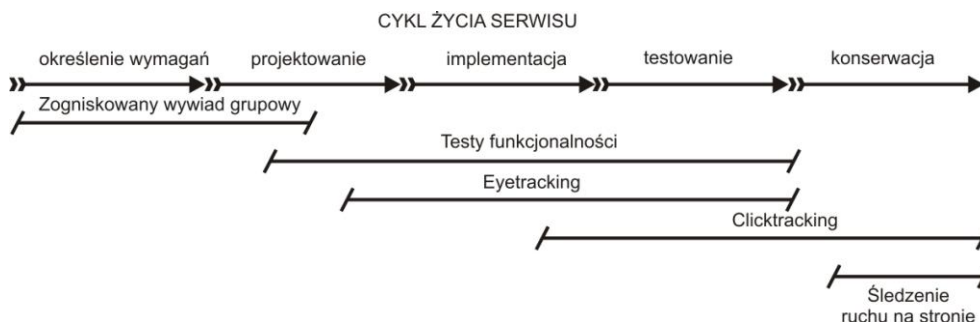 CYKL ŻYCIA SERWISU
określenie wymagań projektowanie implementacja testowanie konserwacja
Zogniskowany wywiad grupowy
Testy funkcjonalności
Eyetracking
Clicktracking
Śledzenie
ruchu na stronie